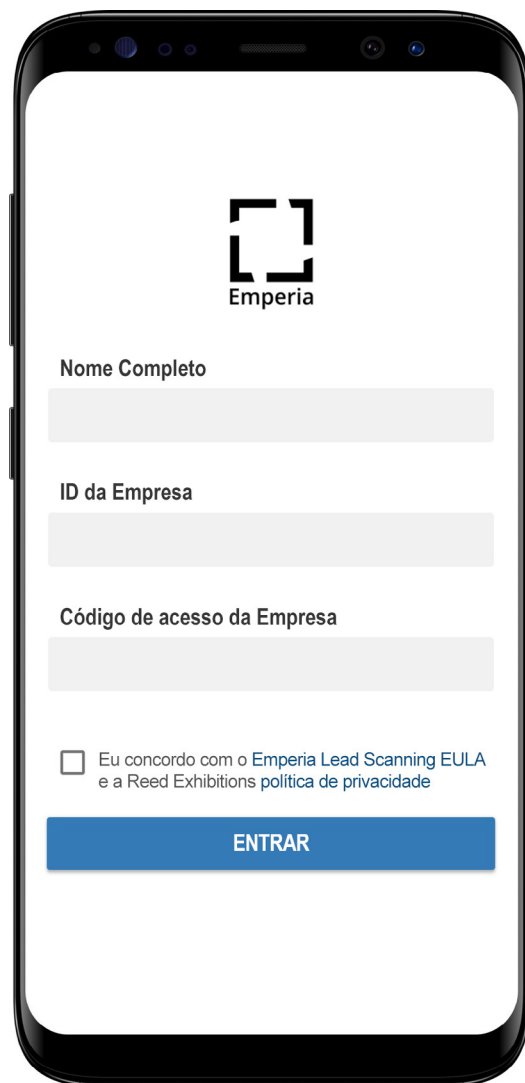 Emperia
Nome Completo
ID da Empresa
Código de acesso da Empresa
Eu concordo com o Emperia Lead Scanning EULA
e a Reed Exhibitions política de privacidade
ENTRAR